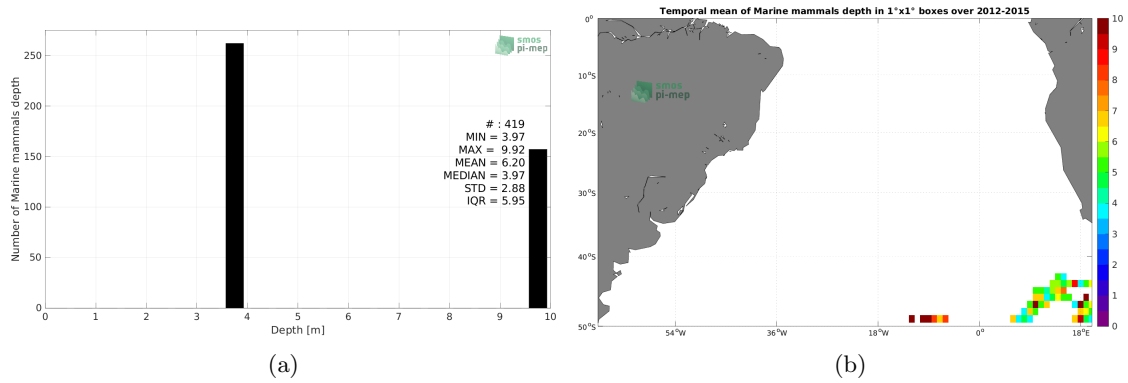 smos
pi-mep
Number of Marine mammals depth
250
200
150
100
50
0
# : 419
MIN = 3.97
MAX = 9.92
MEAN = 6.20
MEDIAN = 3.97
STD = 2.88
IQR = 5.95
0 1 2 3 4 5 6 7 8 9 10
Depth [m]
(a)
Temporal mean of Marine mammals depth in 1°x1° boxes over 2012-2015
0°
10°S
20°S
30°S
40°S
50°S
smos
pi-mep
54°W 36°W 18°W 0° 18°E
10
9
8
7
6
5
4
3
2
1
0
(b)